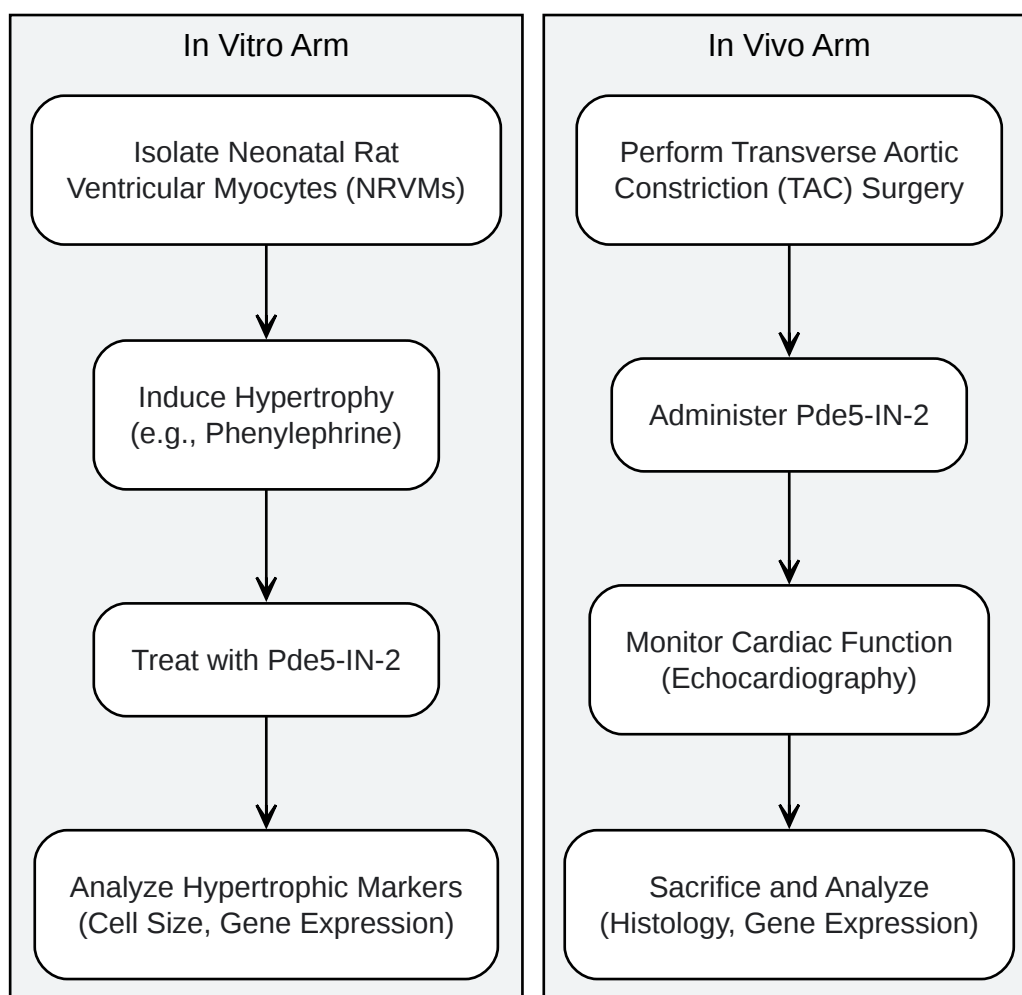 In Vitro Arm
Isolate Neonatal Rat
Ventricular Myocytes (NRVMs)
Induce Hypertrophy
(e.g., Phenylephrine)
Treat with Pde5-IN-2
Analyze Hypertrophic Markers
(Cell Size, Gene Expression)
In Vivo Arm
Perform Transverse Aortic
Constriction (TAC) Surgery
Administer Pde5-IN-2
Monitor Cardiac Function
(Echocardiography)
Sacrifice and Analyze
(Histology, Gene Expression)